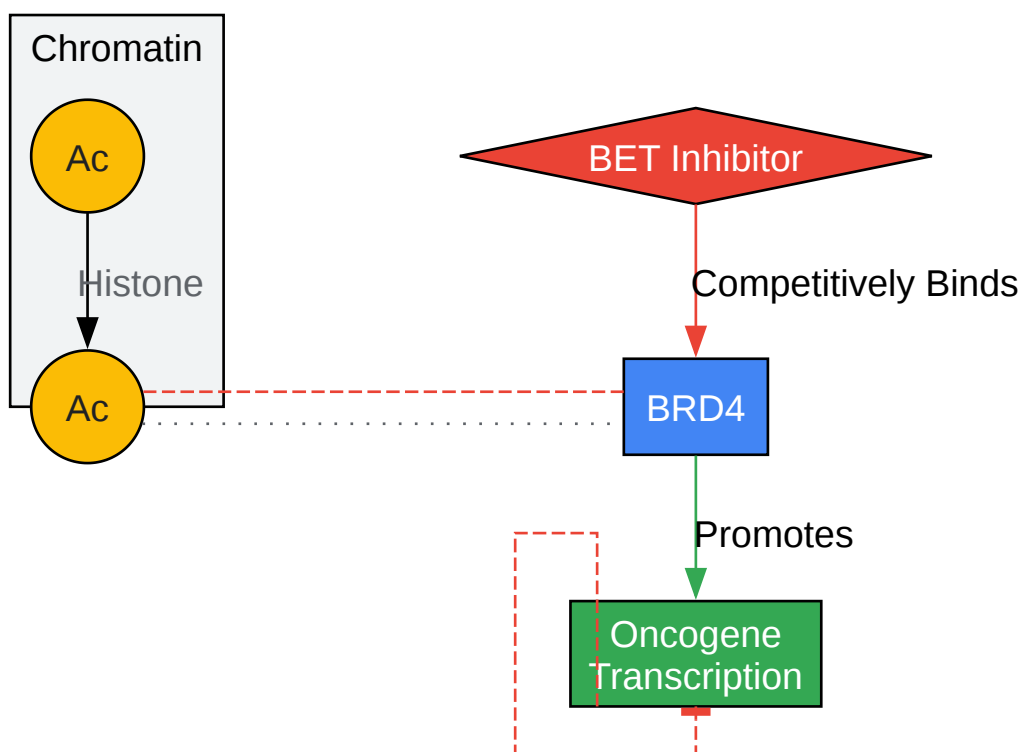 Chromatin
Ac
BET Inhibitor
Histone
Competitively Binds
Ac
BRD4
Promotes
Oncogene
Transcription